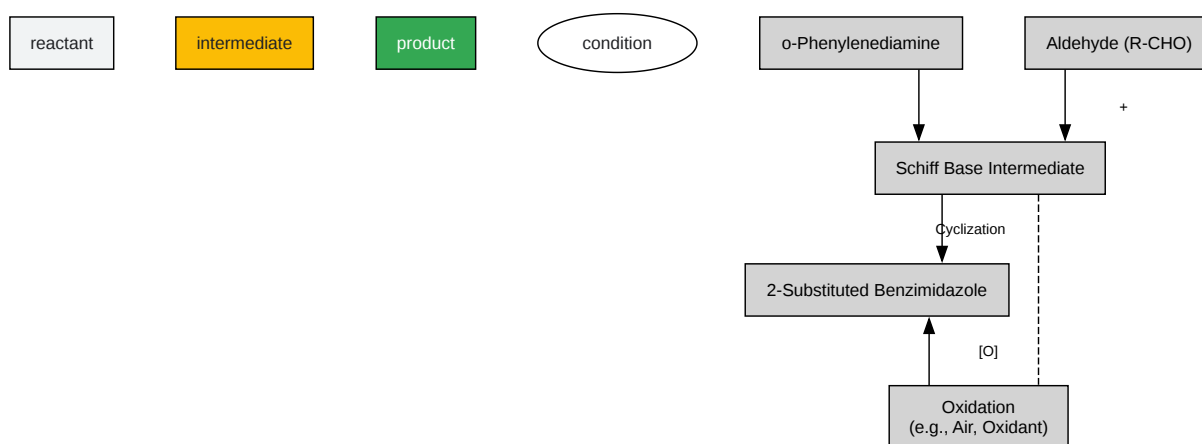 reactant
intermediate
product
condition
o-Phenylenediamine
Aldehyde (R-CHO)
+
Schiff Base Intermediate
Cyclization
2-Substituted Benzimidazole
[O]
Oxidation
(e.g., Air, Oxidant)